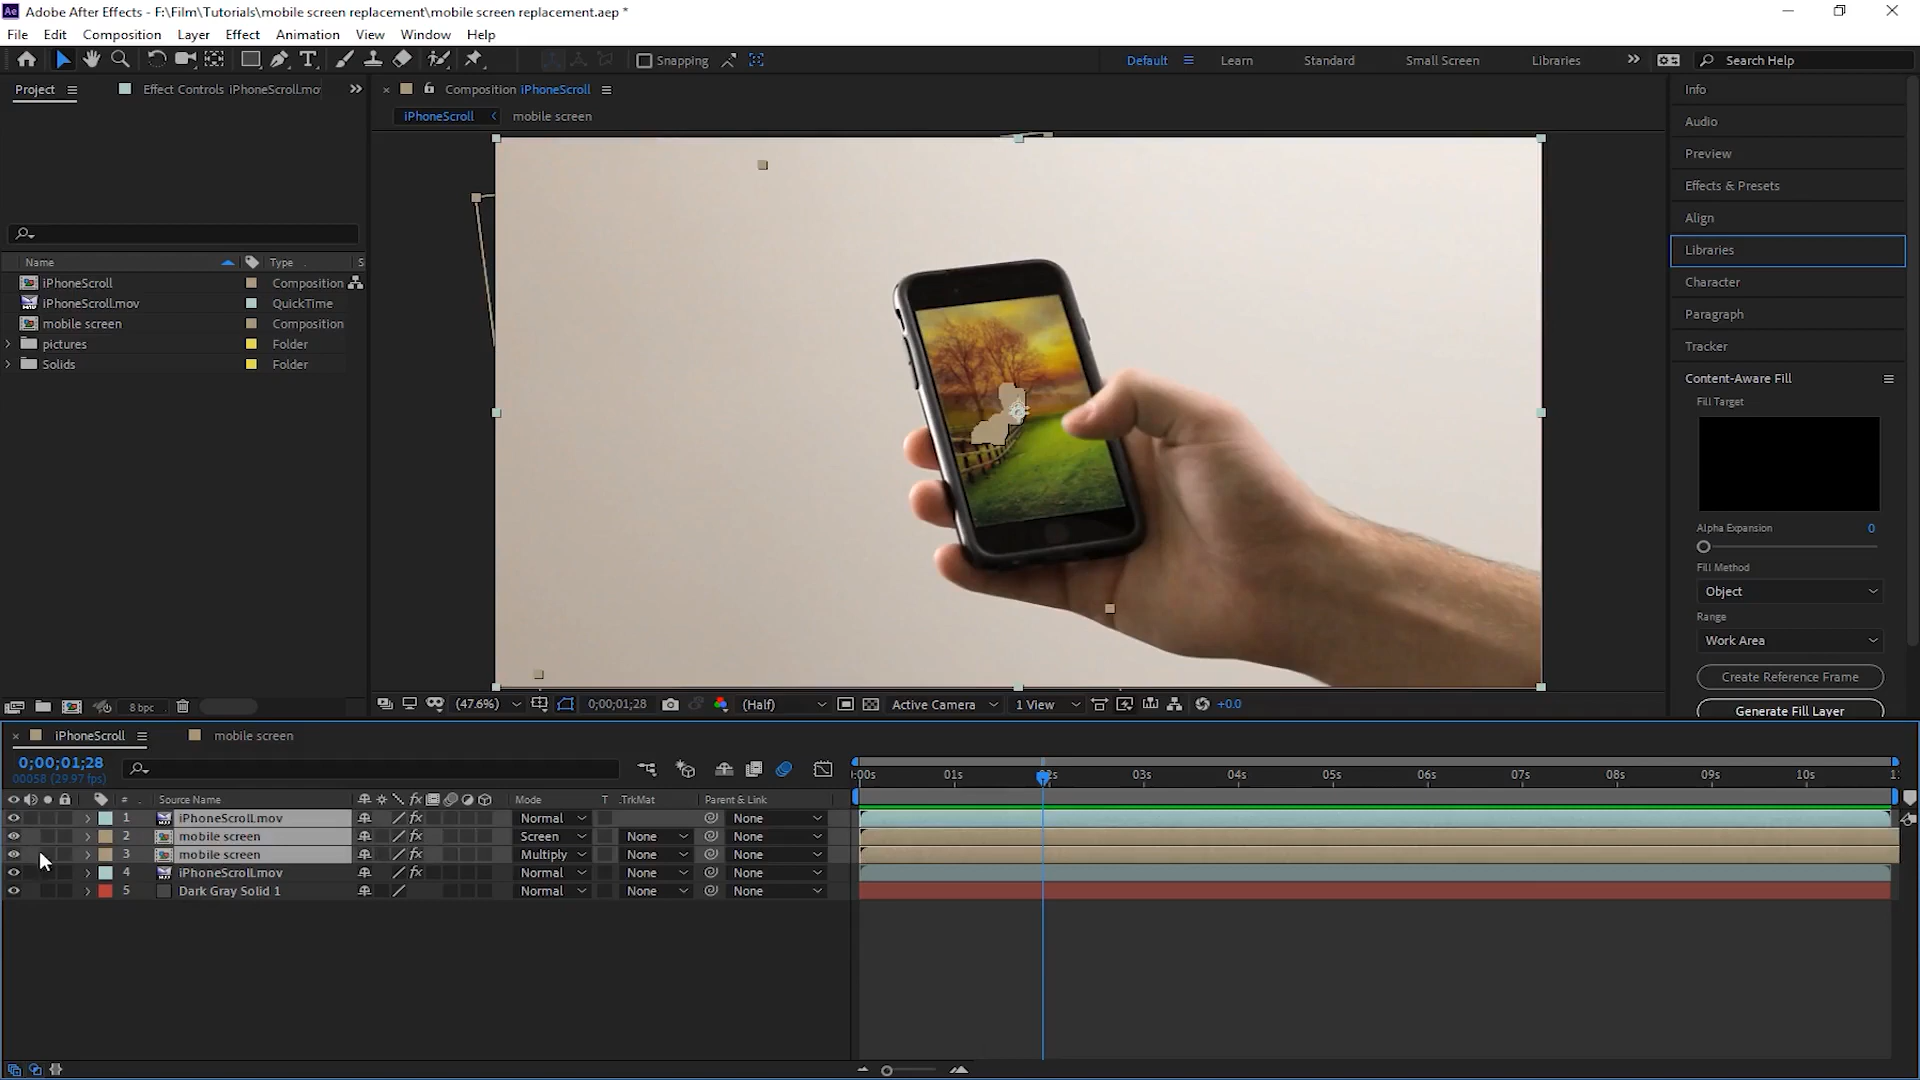 Adobe After Effects - F:\Film\Tutorials\mobile screen replacement\mobile screen replacement.aep *
File Edit Composition Layer Effect Animation View Window Help
Snapping Default Learn Standard Small Screen Libraries Search Help
Project Effect Controls iPhoneScroll.mo Composition iPhoneScroll
iPhoneScroll mobile screen
Name Type S
iPhoneScroll Composition
iPhoneScroll.mov QuickTime
mobile screen Composition
pictures Folder
Solids Folder
Info
Audio
Preview
Effects & Presets
Align
Libraries
Character
Paragraph
Tracker
Content-Aware Fill
Fill Target
Alpha Expansion 0
Fill Method
Object
Range
Work Area
Create Reference Frame
Generate Fill Layer
8 bpc (47.6%) 0;00;01;28 (Half) Active Camera 1 View +0.0
iPhoneScroll mobile screen
0;00;01;28
00058 (29.97 fps)
:00s 01s 02s 03s 04s 05s 06s 07s 08s 09s 10s 1
# Source Name Mode T .TrkMat Parent & Link
1 iPhoneScroll.mov Normal None
2 mobile screen Screen None None
3 mobile screen Multiply None None
4 iPhoneScroll.mov Normal None None
5 Dark Gray Solid 1 Normal None None